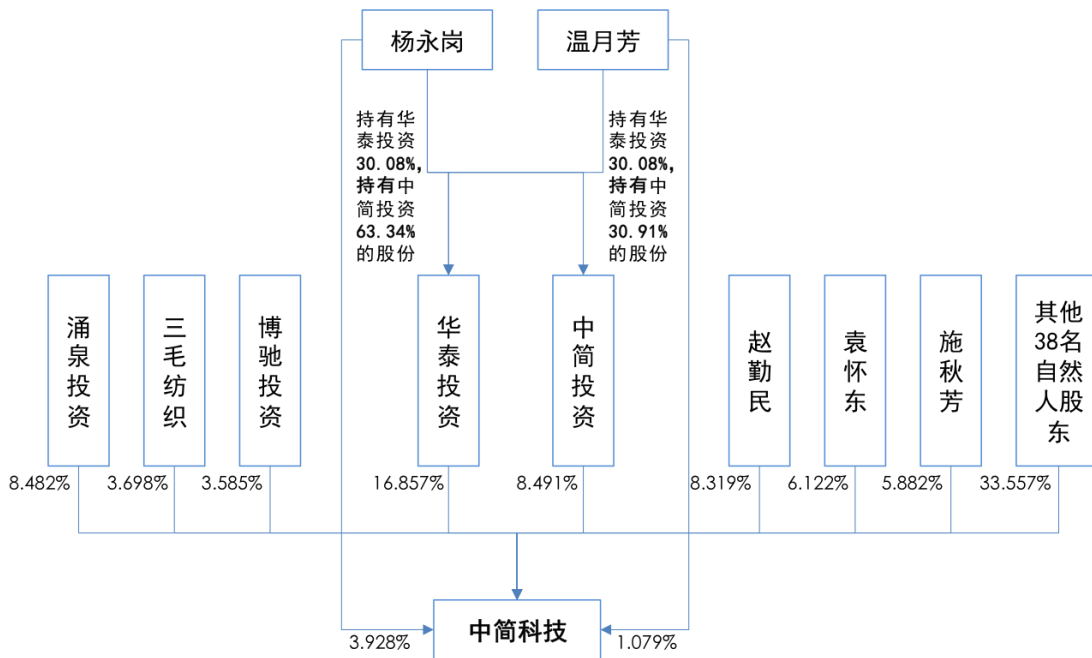 杨永岗
温月芳
持有华
泰投资
30.08%,
持有中
简投资
63.34%
的股份
持有华
泰投资
30.08%,
持有中
简投资
30.91%
的股份
涌泉投资
三毛纺织
博驰投资
华泰投资
中简投资
赵勤民
袁怀东
施秋芳
其他
38名
自然
人股
东
8.482%
3.698%
3.585%
16.857%
8.491%
8.319%
6.122%
5.882%
33.557%
3.928%
中简科技
1.079%